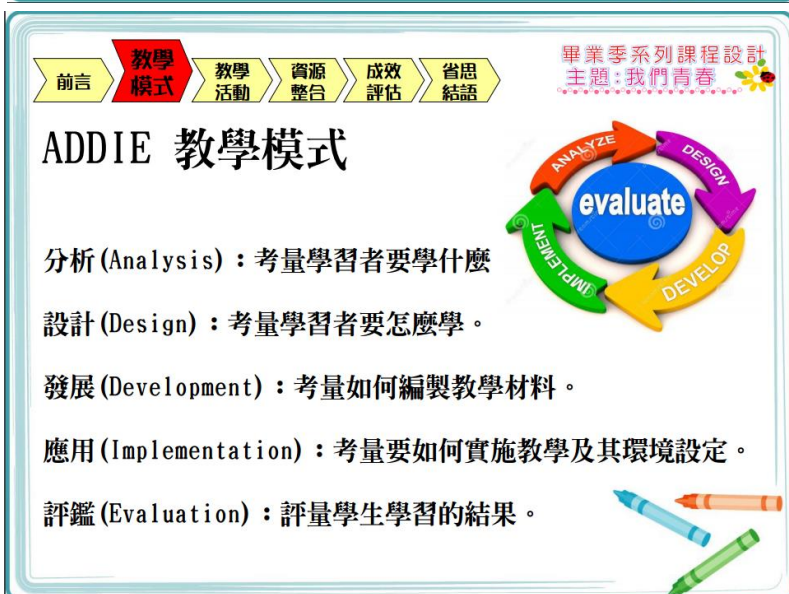 前言
教學
模式
教學
活動
資源
整合
成效
評估
省思
結語
畢業季系列課程設計
主題:我們青春
ADDIE 教學模式
ANALYZE
DESIGN
evaluate
IMPLEMENT
DEVELOP
分析(Analysis):考量學習者要學什麼
設計(Design):考量學習者要怎麼學。
發展(Development):考量如何編製教學材料。
應用(Implementation):考量要如何實施教學及其環境設定。
評鑑(Evaluation):評量學生學習的結果。